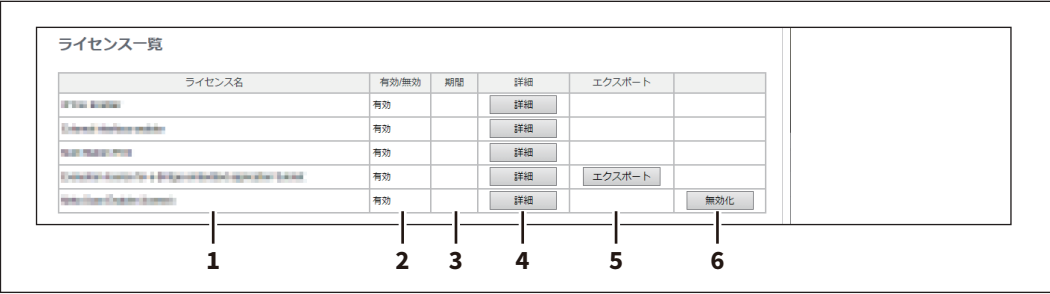 ライセンス一覧
ライセンス名 有効/無効 期間 詳細 エクスポート
有効 詳細
有効 詳細
有効 詳細
有効 詳細 エクスポート
有効 詳細 無効化
1 2 3 4 5 6